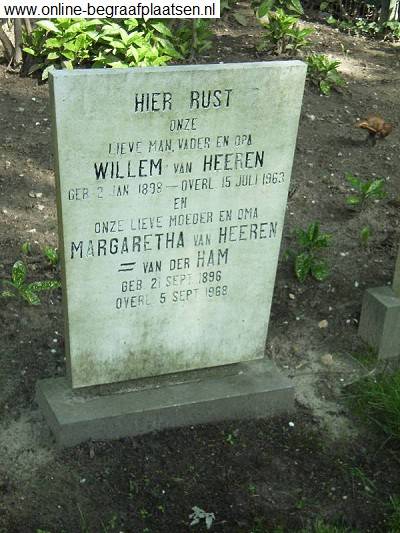 www.online-begraafplaatsen.nl
HIER RUST
ONZE
LIEVE MAN, VADER EN OPA
WILLEM VAN HEEREN
GEB. 2 JAN. 1898 — OVERL. 15 JULI 1963
EN
ONZE LIEVE MOEDER EN OMA
MARGARETHA VAN HEEREN
= VAN DER HAM
GEB. 21 SEPT. 1896
OVERL. 5 SEPT. 1968